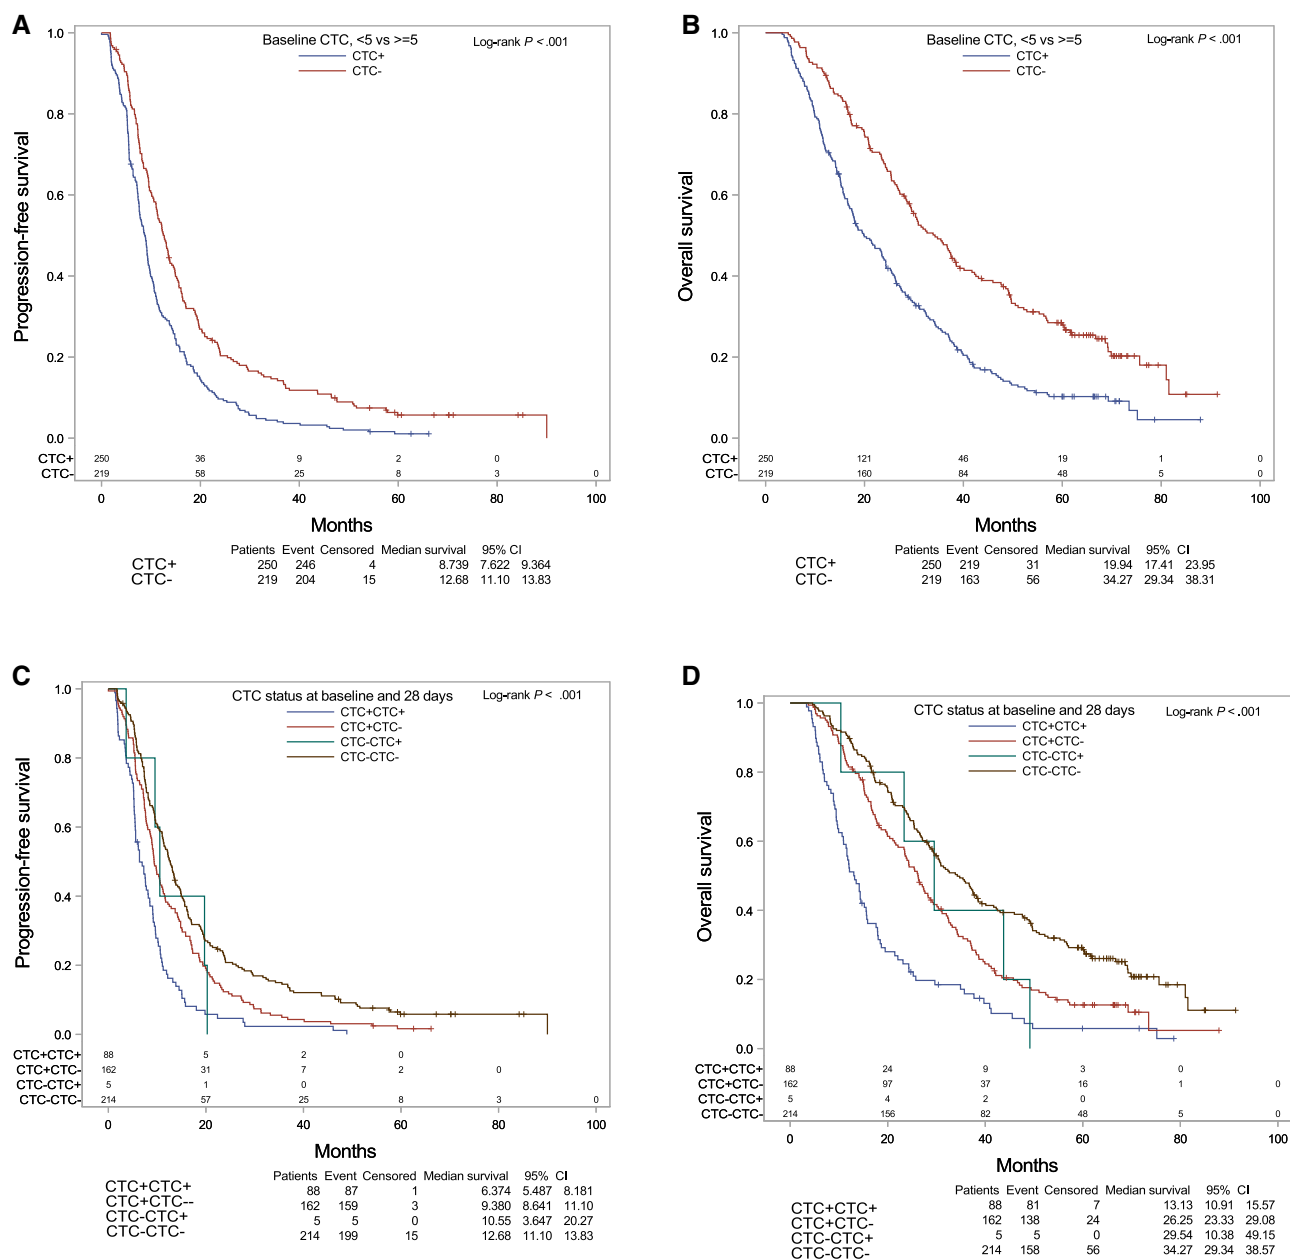 A
Baseline CTC, <5 vs >=5
Log-rank P < .001
CTC+
CTC-
Progression-free survival
1.0
0.8
0.6
0.4
0.2
0.0
CTC+ 250 36 9 2 0
CTC- 219 58 25 8 3 0
0 20 40 60 80 100
Months
Patients Event Censored Median survival 95% CI
CTC+ 250 246 4 8.739 7.622 9.364
CTC- 219 204 15 12.68 11.10 13.83
B
Baseline CTC, <5 vs >=5
Log-rank P < .001
CTC+
CTC-
Overall survival
1.0
0.8
0.6
0.4
0.2
0.0
CTC+ 250 121 46 19 1 0
CTC- 219 160 84 48 5 0
0 20 40 60 80 100
Months
Patients Event Censored Median survival 95% CI
CTC+ 250 219 31 19.94 17.41 23.95
CTC- 219 163 56 34.27 29.34 38.31
C
CTC status at baseline and 28 days
Log-rank P < .001
CTC+CTC+
CTC+CTC-
CTC-CTC+
CTC-CTC-
Progression-free survival
1.0
0.8
0.6
0.4
0.2
0.0
CTC+CTC+ 88 5 2 0
CTC+CTC- 162 31 7 2 0
CTC-CTC+ 5 1 0
CTC-CTC- 214 57 25 8 3 0
0 20 40 60 80 100
Months
Patients Event Censored Median survival 95% CI
CTC+CTC+ 88 87 1 6.374 5.487 8.181
CTC+CTC-- 162 159 3 9.380 8.641 11.10
CTC-CTC+ 5 5 0 10.55 3.647 20.27
CTC-CTC- 214 199 15 12.68 11.10 13.83
D
CTC status at baseline and 28 days
Log-rank P < .001
CTC+CTC+
CTC+CTC-
CTC-CTC+
CTC-CTC-
Overall survival
1.0
0.8
0.6
0.4
0.2
0.0
CTC+CTC+ 88 24 9 3 0
CTC+CTC- 162 97 37 16 1 0
CTC-CTC+ 5 4 2 0
CTC-CTC- 214 156 82 48 5 0
0 20 40 60 80 100
Months
Patients Event Censored Median survival 95% CI
CTC+CTC+ 88 81 7 13.13 10.91 15.57
CTC+CTC- 162 138 24 26.25 23.33 29.08
CTC-CTC+ 5 5 0 29.54 10.38 49.15
CTC-CTC- 214 158 56 34.27 29.34 38.57